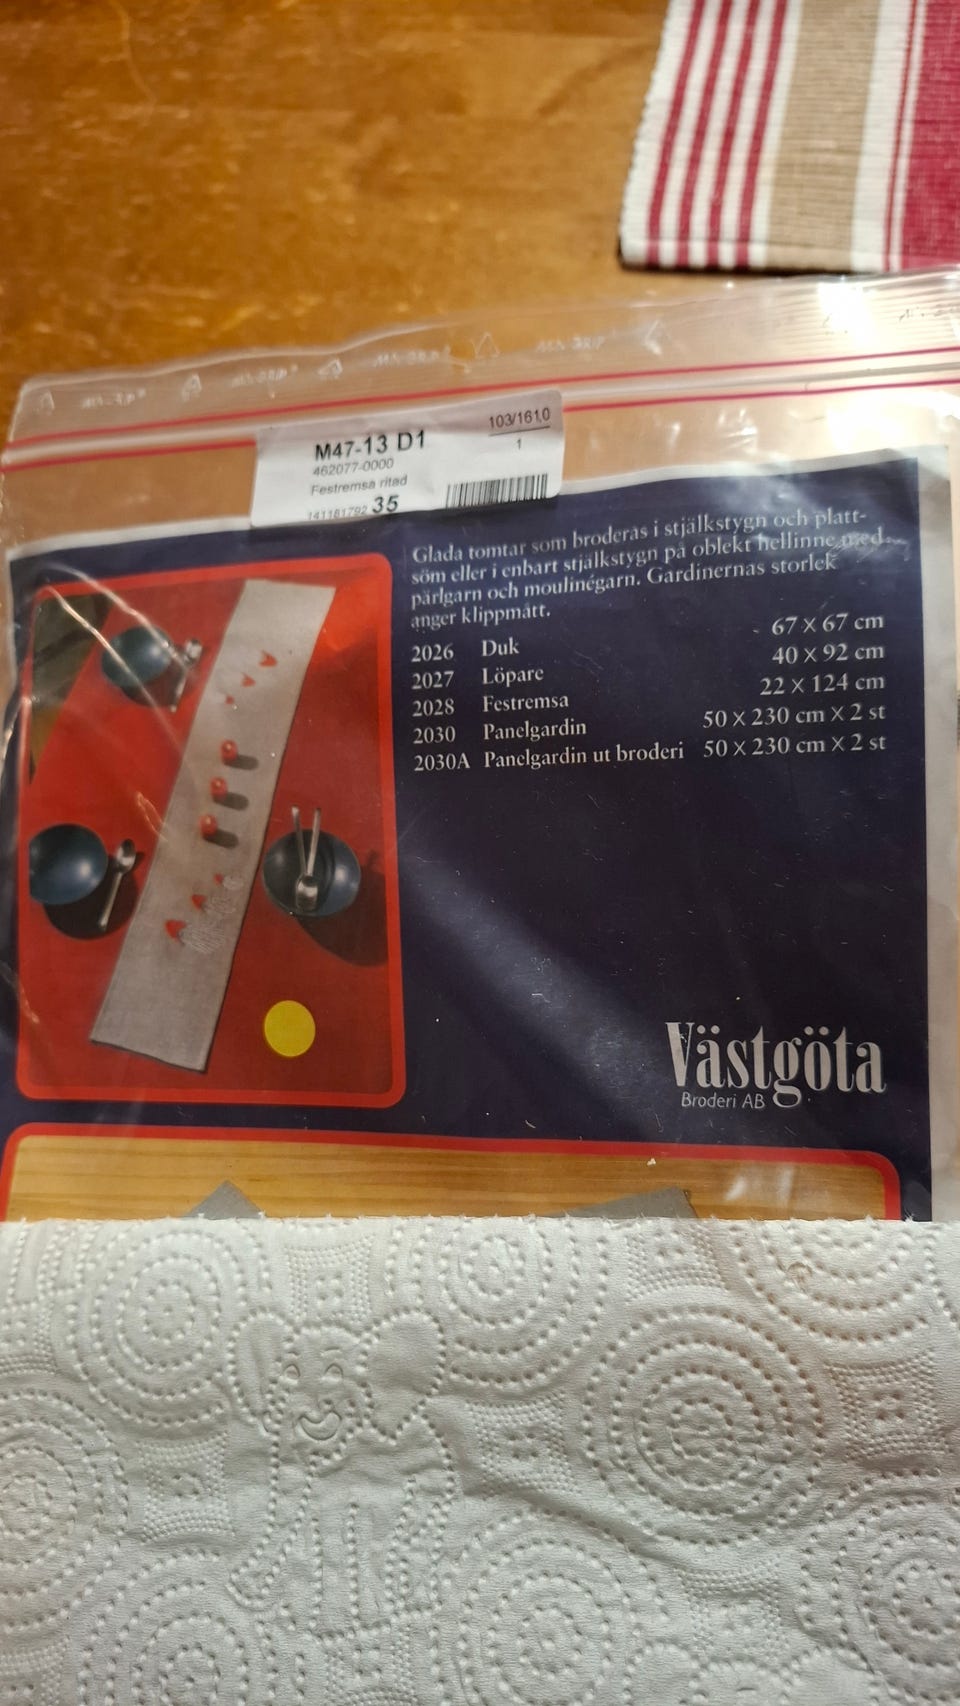 M47-13 D1
103/1610
1
462077-0000
Festremsa ritad
141181792 35
Glada tomtar som broderas i stjälkstygn och platt-
söm eller i enbart stjälkstygn på oblekt hellinne med
pärlgarn och moulinégarn. Gardinernas storlek
anger klippmått.
2026 Duk 67 X 67 cm
2027 Löpare 40 X 92 cm
2028 Festremsa 22 X 124 cm
2030 Panelgardin 50 X 230 cm X 2 st
2030A Panelgardin ut broderi 50 X 230 cm X 2 st
Västgöta
Broderi AB